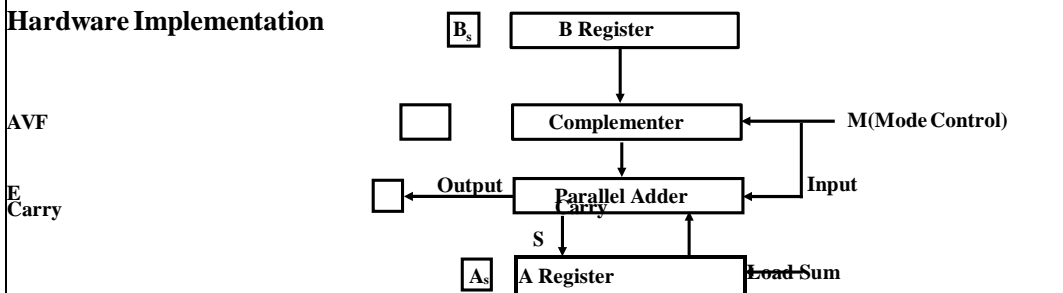 Hardware Implementation
Bs B Register
AVF Complementer M(Mode Control)
E Output Parallel Adder Input
Carry Carry
S
As A Register Load Sum